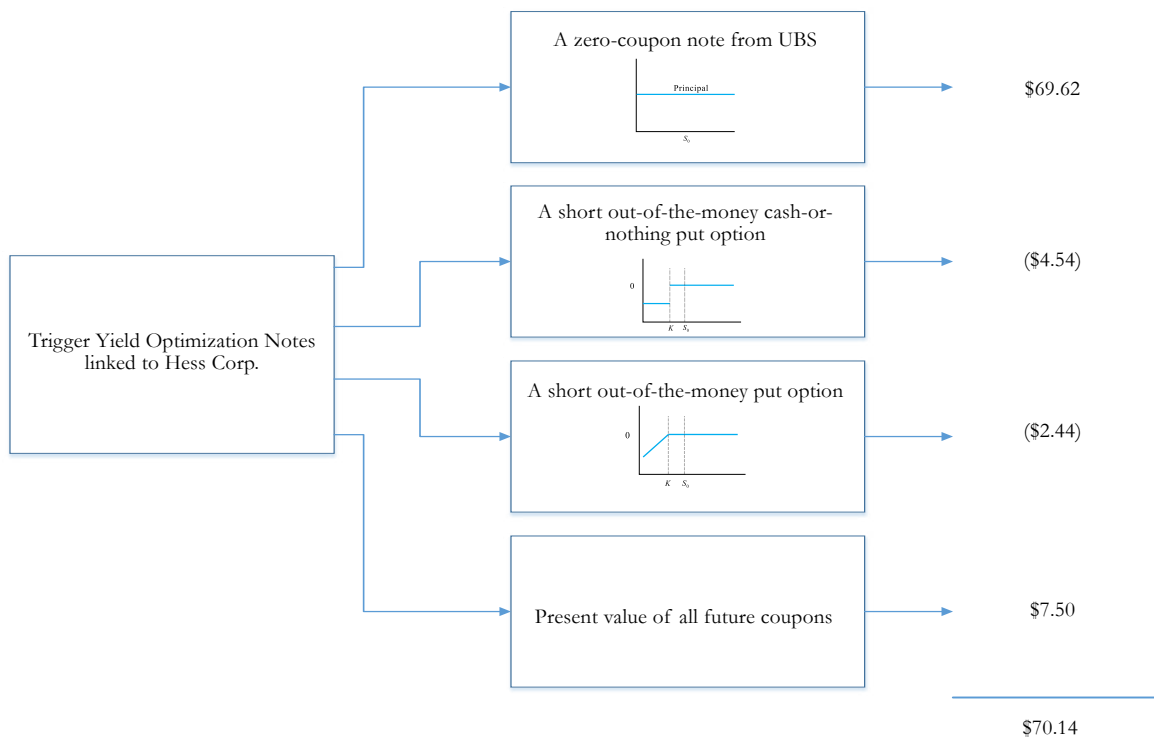 A zero-coupon note from UBS
Principal
S0
$69.62
A short out-of-the-money cash-or-
nothing put option
0
K
S0
($4.54)
Trigger Yield Optimization Notes
linked to Hess Corp.
A short out-of-the-money put option
0
K
S0
($2.44)
Present value of all future coupons
$7.50
$70.14